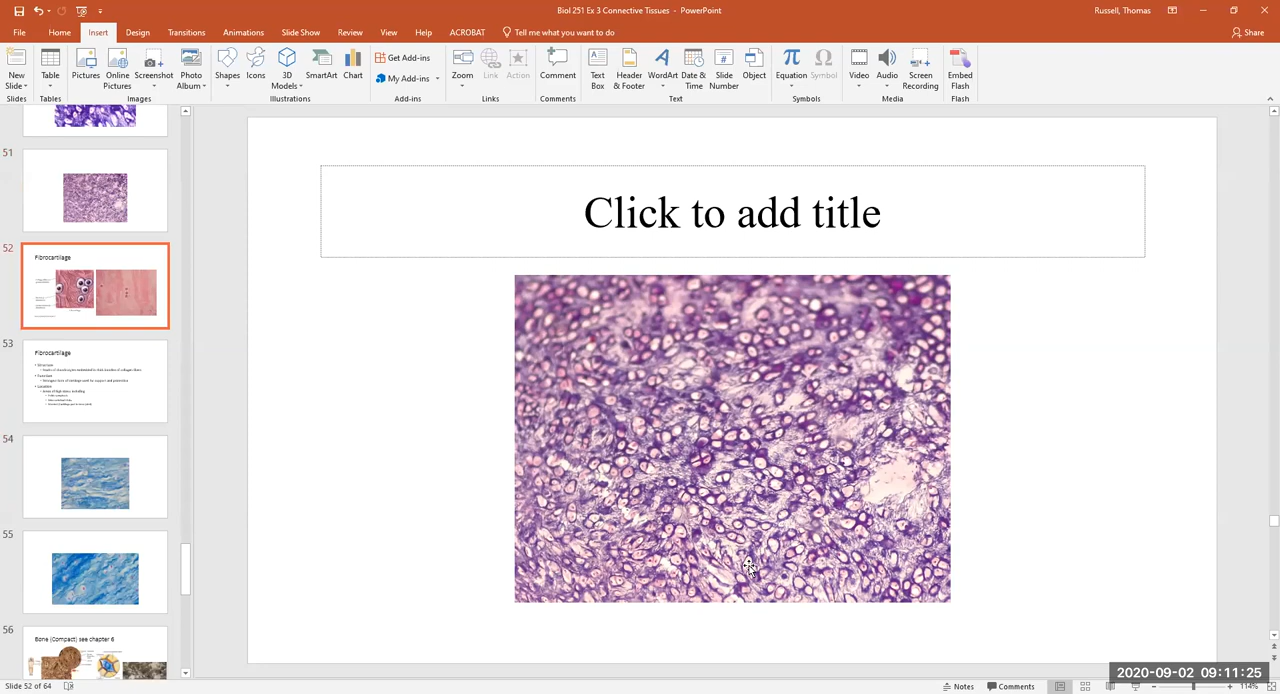 Biol 251 Ex 3 Connective Tissues - PowerPoint
Russell, Thomas
File Home Insert Design Transitions Animations Slide Show Review View Help ACROBAT Tell me what you want to do
Share
New Slide
Slides
Table
Tables
Pictures
Online Pictures
Screenshot
Photo Album
Images
Shapes
Icons
3D Models
SmartArt
Chart
Illustrations
Get Add-ins
My Add-ins
Add-ins
Zoom
Link
Action
Links
Comment
Comments
Text Box
Header & Footer
WordArt
Date & Time
Slide Number
Object
Text
Equation
Symbol
Symbols
Video
Audio
Screen Recording
Media
Embed Flash
Flash
51
52
Fibrocartilage
53
Fibrocartilage
54
55
56
Bone (Compact) see chapter 6
Click to add title
2020-09-02 09:11:25
Slide 52 of 64
Notes
Comments
114%